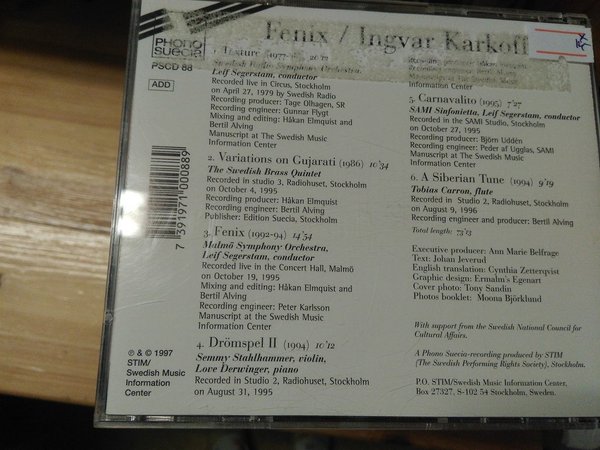 Fenix / Ingvar Karkoff
PHONO
SUECIA
PSCD 88
ADD
Leif Segerstam, conductor
Recorded live in Circus, Stockholm
on April 27, 1979 by Swedish Radio
Recording producer: Tage Olhagen, SR
Recording engineer: Gunnar Flygt
Mixing and editing: Håkan Elmquist and
Bertil Alving
Manuscript at The Swedish Music
Information Center
2. Variations on Gujarati (1986) 10'34
The Swedish Brass Quintet
Recorded in studio 3, Radiohuset, Stockholm
on October 4, 1995
Recording producer: Håkan Elmquist
Recording engineer: Bertil Alving
Publisher: Edition Suecia, Stockholm
3. Fenix (1992-94) 14'54
Malmö Symphony Orchestra,
Leif Segerstam, conductor
Recorded live in the Concert Hall, Malmö
on October 19, 1995
Mixing and editing: Håkan Elmquist and
Bertil Alving
Recording engineer: Peter Karlsson
Manuscript at the Swedish Music
Information Center
4. Drömspel II (1994) 10'12
Semmy Stahlhammer, violin,
Love Derwinger, piano
Recorded in Studio 2, Radiohuset, Stockholm
on August 31, 1995
7 391971 000889
℗ & © 1997
STIM/
Swedish Music
Information
Center
Manuscript at The Swedish Music
Information Center
5. Carnavalito (1995) 7'27
SAMI Sinfonietta, Leif Segerstam, conductor
Recorded in the SAMI Studio, Stockholm
on October 27, 1995
Recording producer: Björn Uddén
Recording engineer: Peder af Ugglas, SAMI
Manuscript at The Swedish Music
Information Center
6. A Siberian Tune (1994) 9'19
Tobias Carron, flute
Recorded in Studio 2, Radiohuset, Stockholm
on August 9, 1996
Recording engineer and producer: Bertil Alving
Total length: 73'13
Executive producer: Ann Marie Belfrage
Text: Johan Jeverud
English translation: Cynthia Zetterqvist
Graphic design: Ermalm's Egenart
Cover photo: Tony Sandin
Photos booklet: Moona Björklund
With support from the Swedish National Council for
Cultural Affairs.
A Phono Suecia-recording produced by STIM
(The Swedish Performing Rights Society), Stockholm.
P.O. STIM/Swedish Music Information Center,
Box 27327, S-102 54 Stockholm, Sweden.